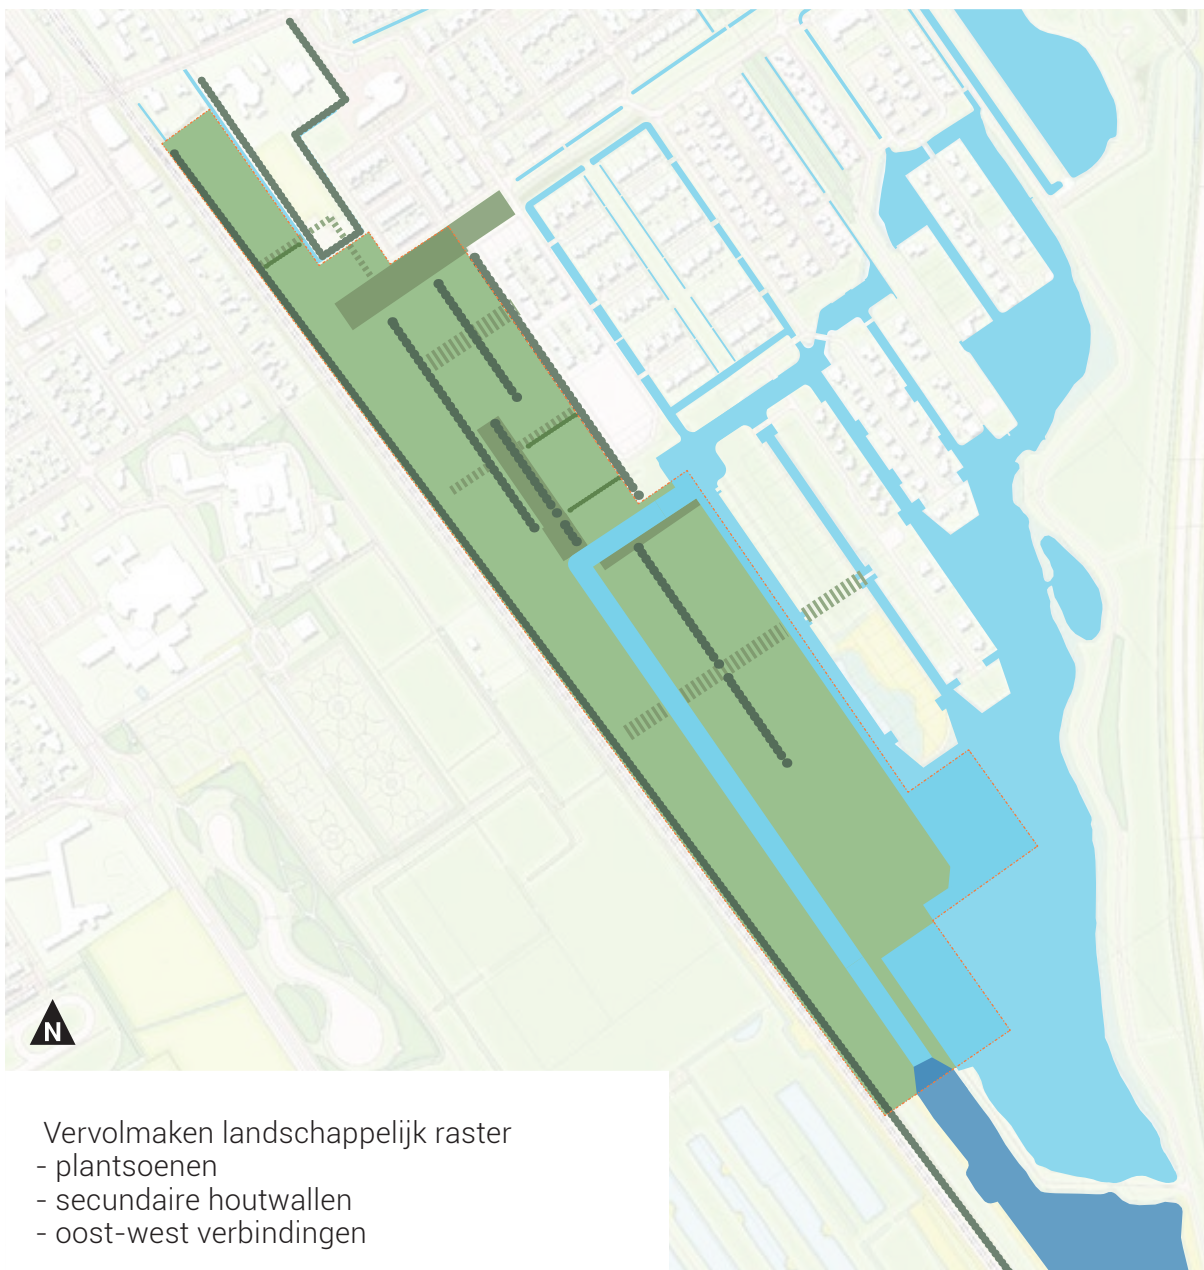 N
Vervolmaken landschappelijk raster
- plantsoenen
- secundaire houtwallen
- oost-west verbindingen